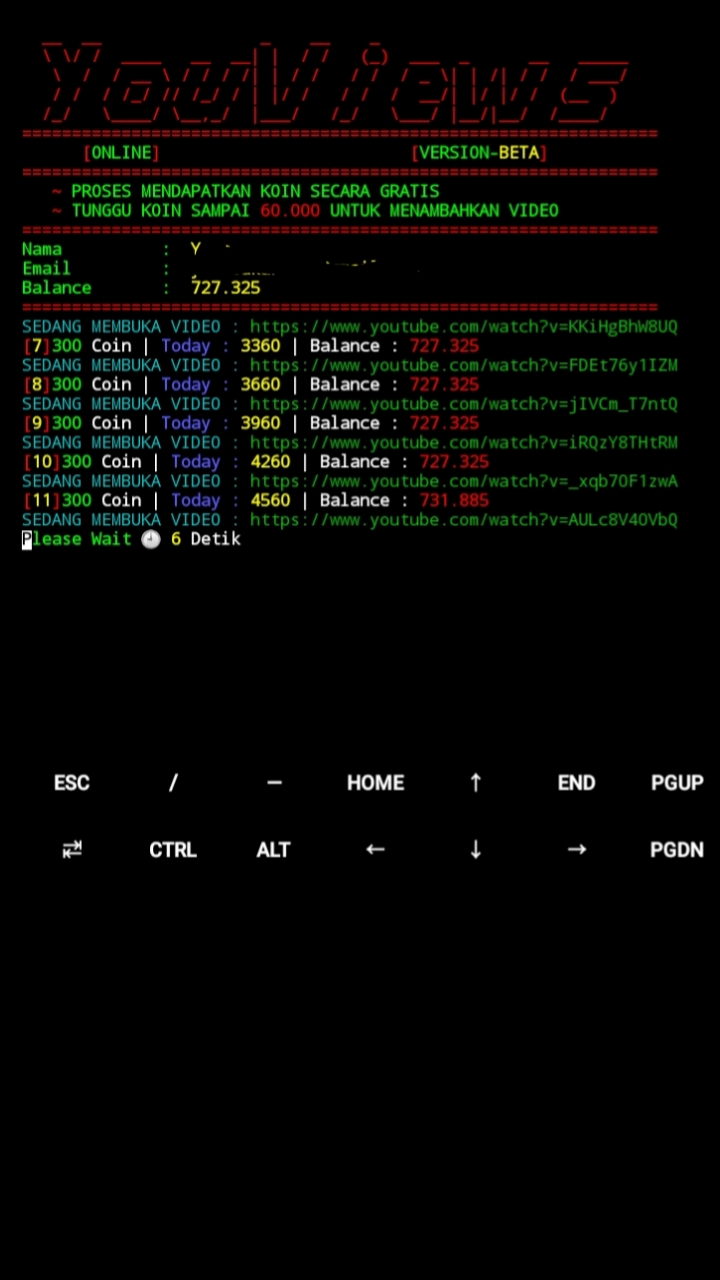 YouViews
[ONLINE] [VERSION-BETA]
~ PROSES MENDAPATKAN KOIN SECARA GRATIS
~ TUNGGU KOIN SAMPAI 60.000 UNTUK MENAMBAHKAN VIDEO
Nama : Y
Email :
Balance : 727.325
SEDANG MEMBUKA VIDEO : https://www.youtube.com/watch?v=KKiHgBhW8UQ
[7]300 Coin | Today : 3360 | Balance : 727.325
SEDANG MEMBUKA VIDEO : https://www.youtube.com/watch?v=FDEt76y1IZM
[8]300 Coin | Today : 3660 | Balance : 727.325
SEDANG MEMBUKA VIDEO : https://www.youtube.com/watch?v=jIVCm_T7ntQ
[9]300 Coin | Today : 3960 | Balance : 727.325
SEDANG MEMBUKA VIDEO : https://www.youtube.com/watch?v=iRQzY8THtRM
[10]300 Coin | Today : 4260 | Balance : 727.325
SEDANG MEMBUKA VIDEO : https://www.youtube.com/watch?v=_xqb7OF1zwA
[11]300 Coin | Today : 4560 | Balance : 731.885
SEDANG MEMBUKA VIDEO : https://www.youtube.com/watch?v=AULc8V4OVbQ
Please Wait 🕘 6 Detik
ESC / — HOME ↑ END PGUP
CTRL ALT ← ↓ → PGDN